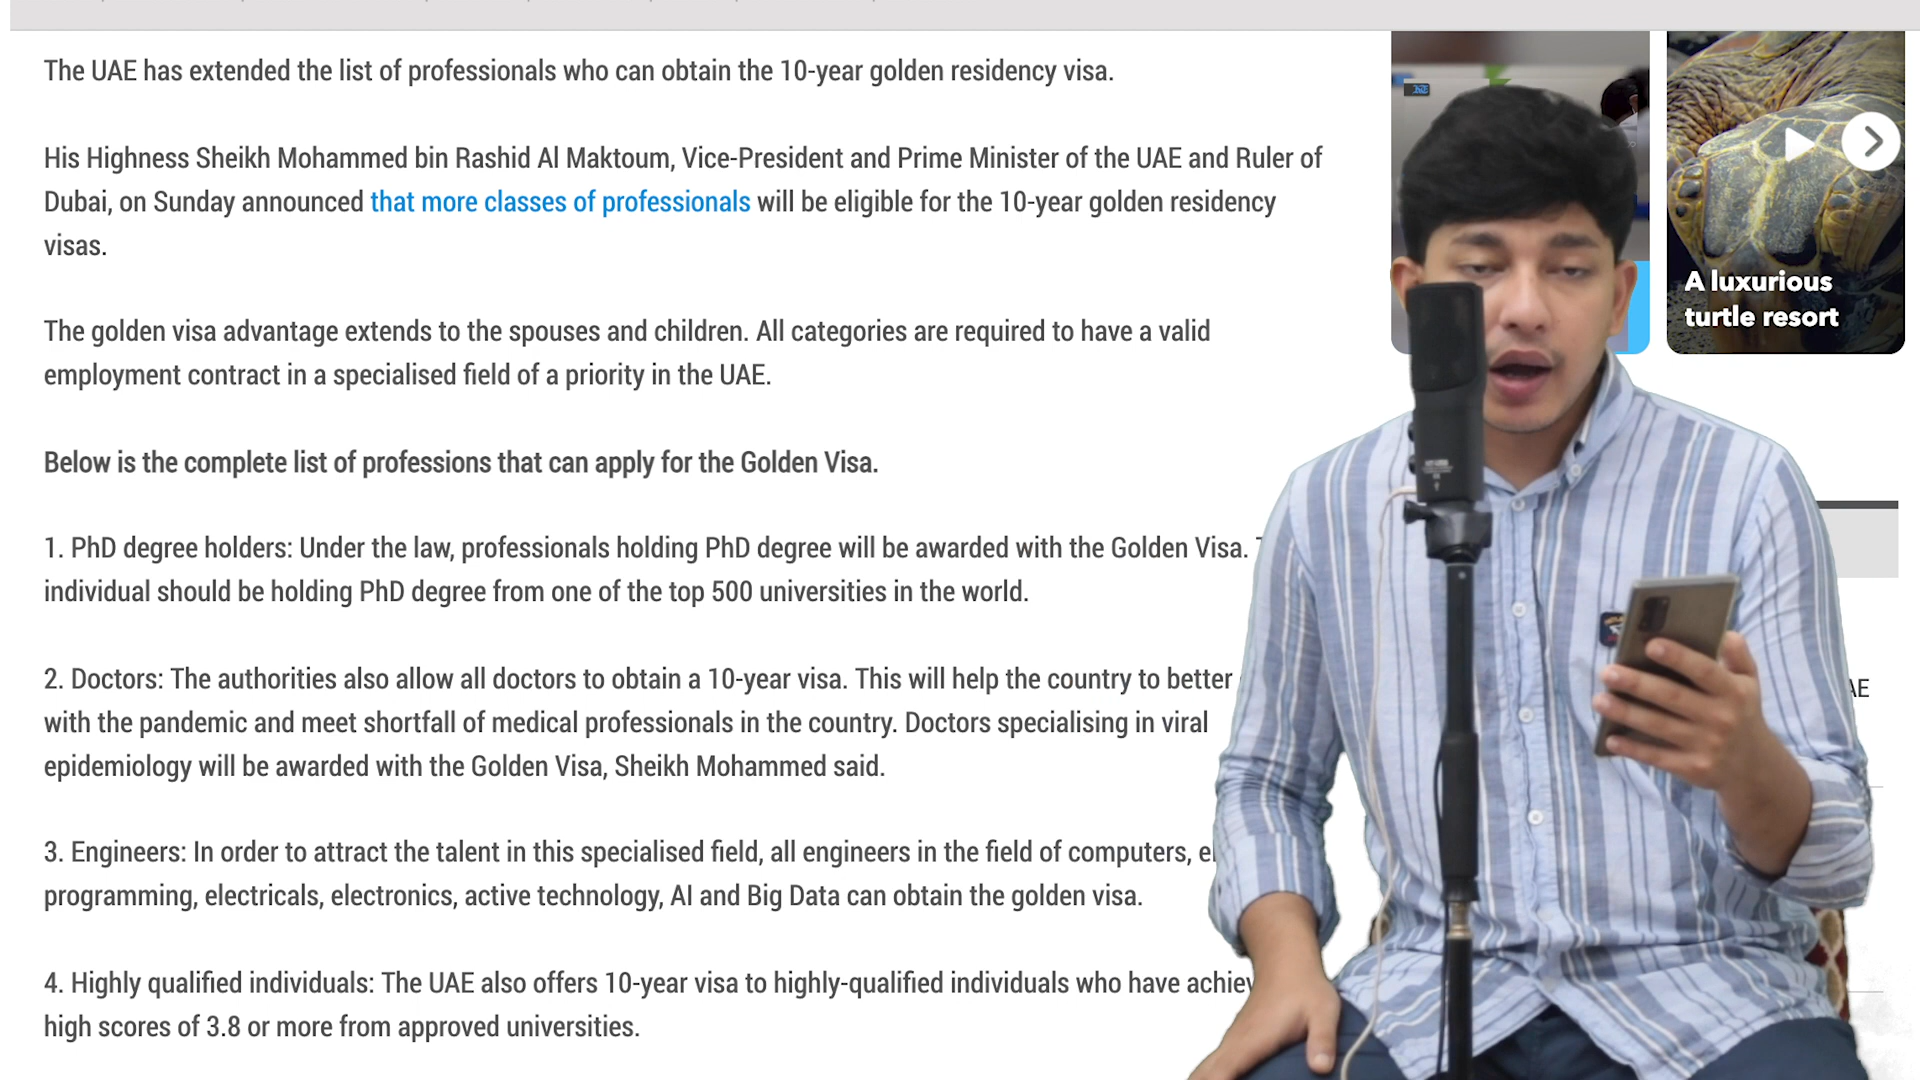 The UAE has extended the list of professionals who can obtain the 10-year golden residency visa.
His Highness Sheikh Mohammed bin Rashid Al Maktoum, Vice-President and Prime Minister of the UAE and Ruler of
Dubai, on Sunday announced that more classes of professionals will be eligible for the 10-year golden residency
visas.
The golden visa advantage extends to the spouses and children. All categories are required to have a valid
employment contract in a specialised field of a priority in the UAE.
Below is the complete list of professions that can apply for the Golden Visa.
1. PhD degree holders: Under the law, professionals holding PhD degree will be awarded with the Golden Visa.
individual should be holding PhD degree from one of the top 500 universities in the world.
2. Doctors: The authorities also allow all doctors to obtain a 10-year visa. This will help the country to better
with the pandemic and meet shortfall of medical professionals in the country. Doctors specialising in viral
epidemiology will be awarded with the Golden Visa, Sheikh Mohammed said.
3. Engineers: In order to attract the talent in this specialised field, all engineers in the field of computers,
programming, electricals, electronics, active technology, AI and Big Data can obtain the golden visa.
4. Highly qualified individuals: The UAE also offers 10-year visa to highly-qualified individuals who have
high scores of 3.8 or more from approved universities.
A luxurious
turtle resort